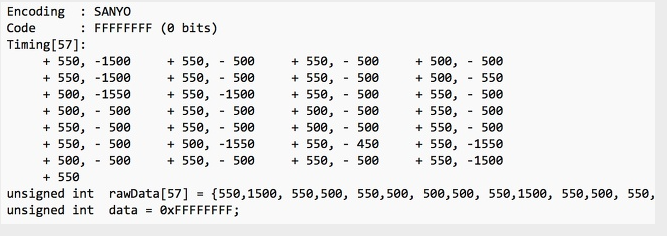 Encoding  : SANYO
Code      : FFFFFFFF (0 bits)
Timing[57]:
     + 550, -1500     + 550, - 500     + 550, - 500     + 500, - 500
     + 550, -1500     + 550, - 500     + 550, - 500     + 500, - 550
     + 500, -1550     + 550, -1500     + 550, - 500     + 550, - 500
     + 500, - 500     + 550, - 500     + 500, - 500     + 550, - 500
     + 550, - 500     + 550, - 500     + 500, - 500     + 550, - 500
     + 550, - 500     + 500, -1550     + 550, - 450     + 550, -1550
     + 500, - 500     + 550, - 500     + 550, - 500     + 550, -1500
     + 550
unsigned int  rawData[57] = {550,1500, 550,500, 550,500, 500,500, 550,1500, 550,500, 550,
unsigned int  data = 0xFFFFFFFF;